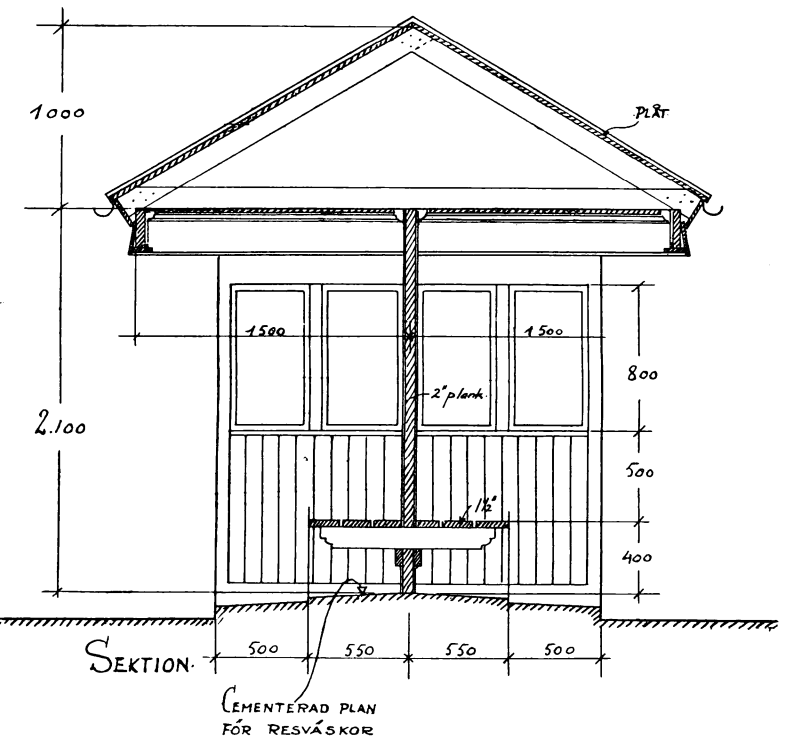 1000
PLÅT
1500
1500
800
2" plank.
2.100
500
1½"
400
500
550
550
500
SEKTION.
CEMENTERAD PLAN
FÖR RESVÄSKOR